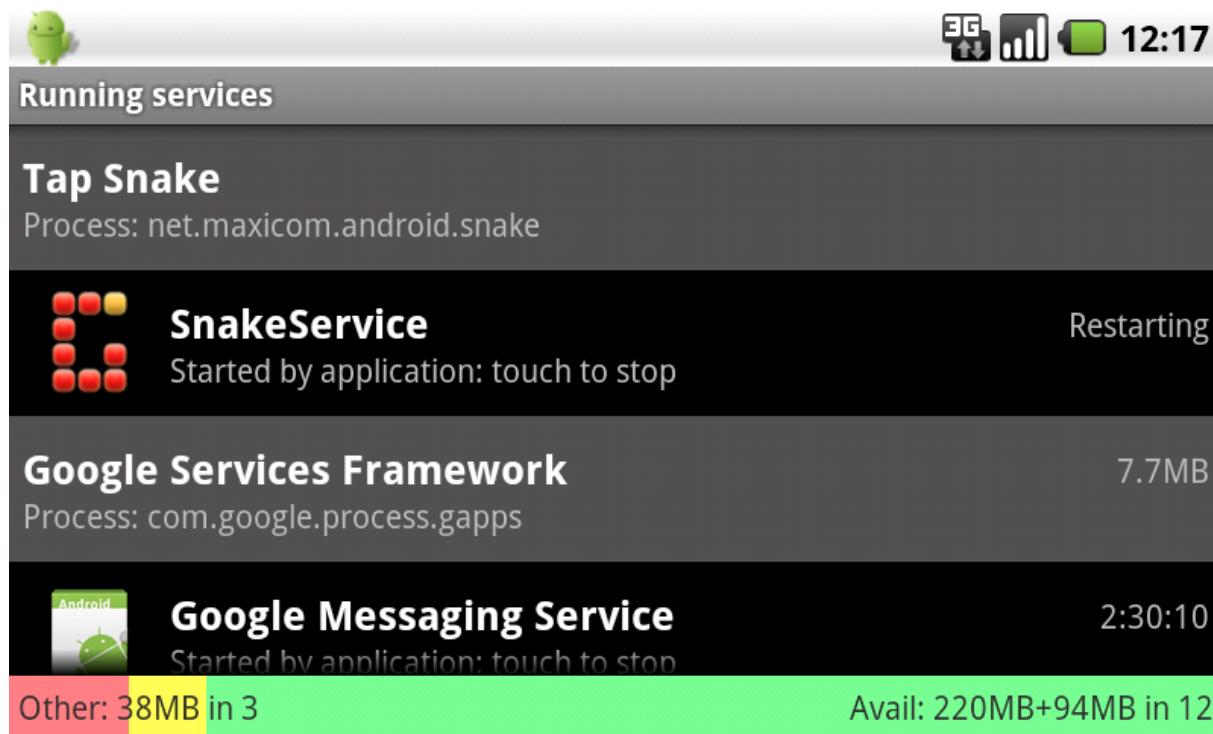 3G 12:17
Running services
Tap Snake
Process: net.maxicom.android.snake
SnakeService
Restarting
Started by application: touch to stop
Google Services Framework
7.7MB
Process: com.google.process.gapps
Android
Google Messaging Service
2:30:10
Started by application: touch to stop
Other: 38MB in 3
Avail: 220MB+94MB in 12